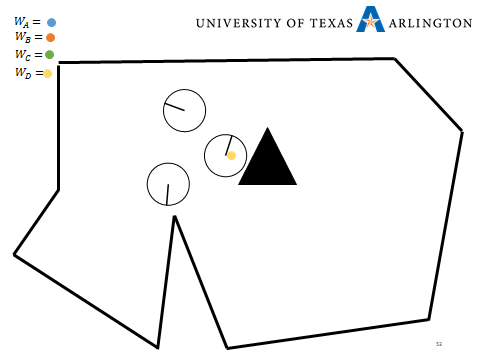 UNIVERSITY OF TEXAS ARLINGTON
W_A =
W_B =
W_C =
W_D =
52